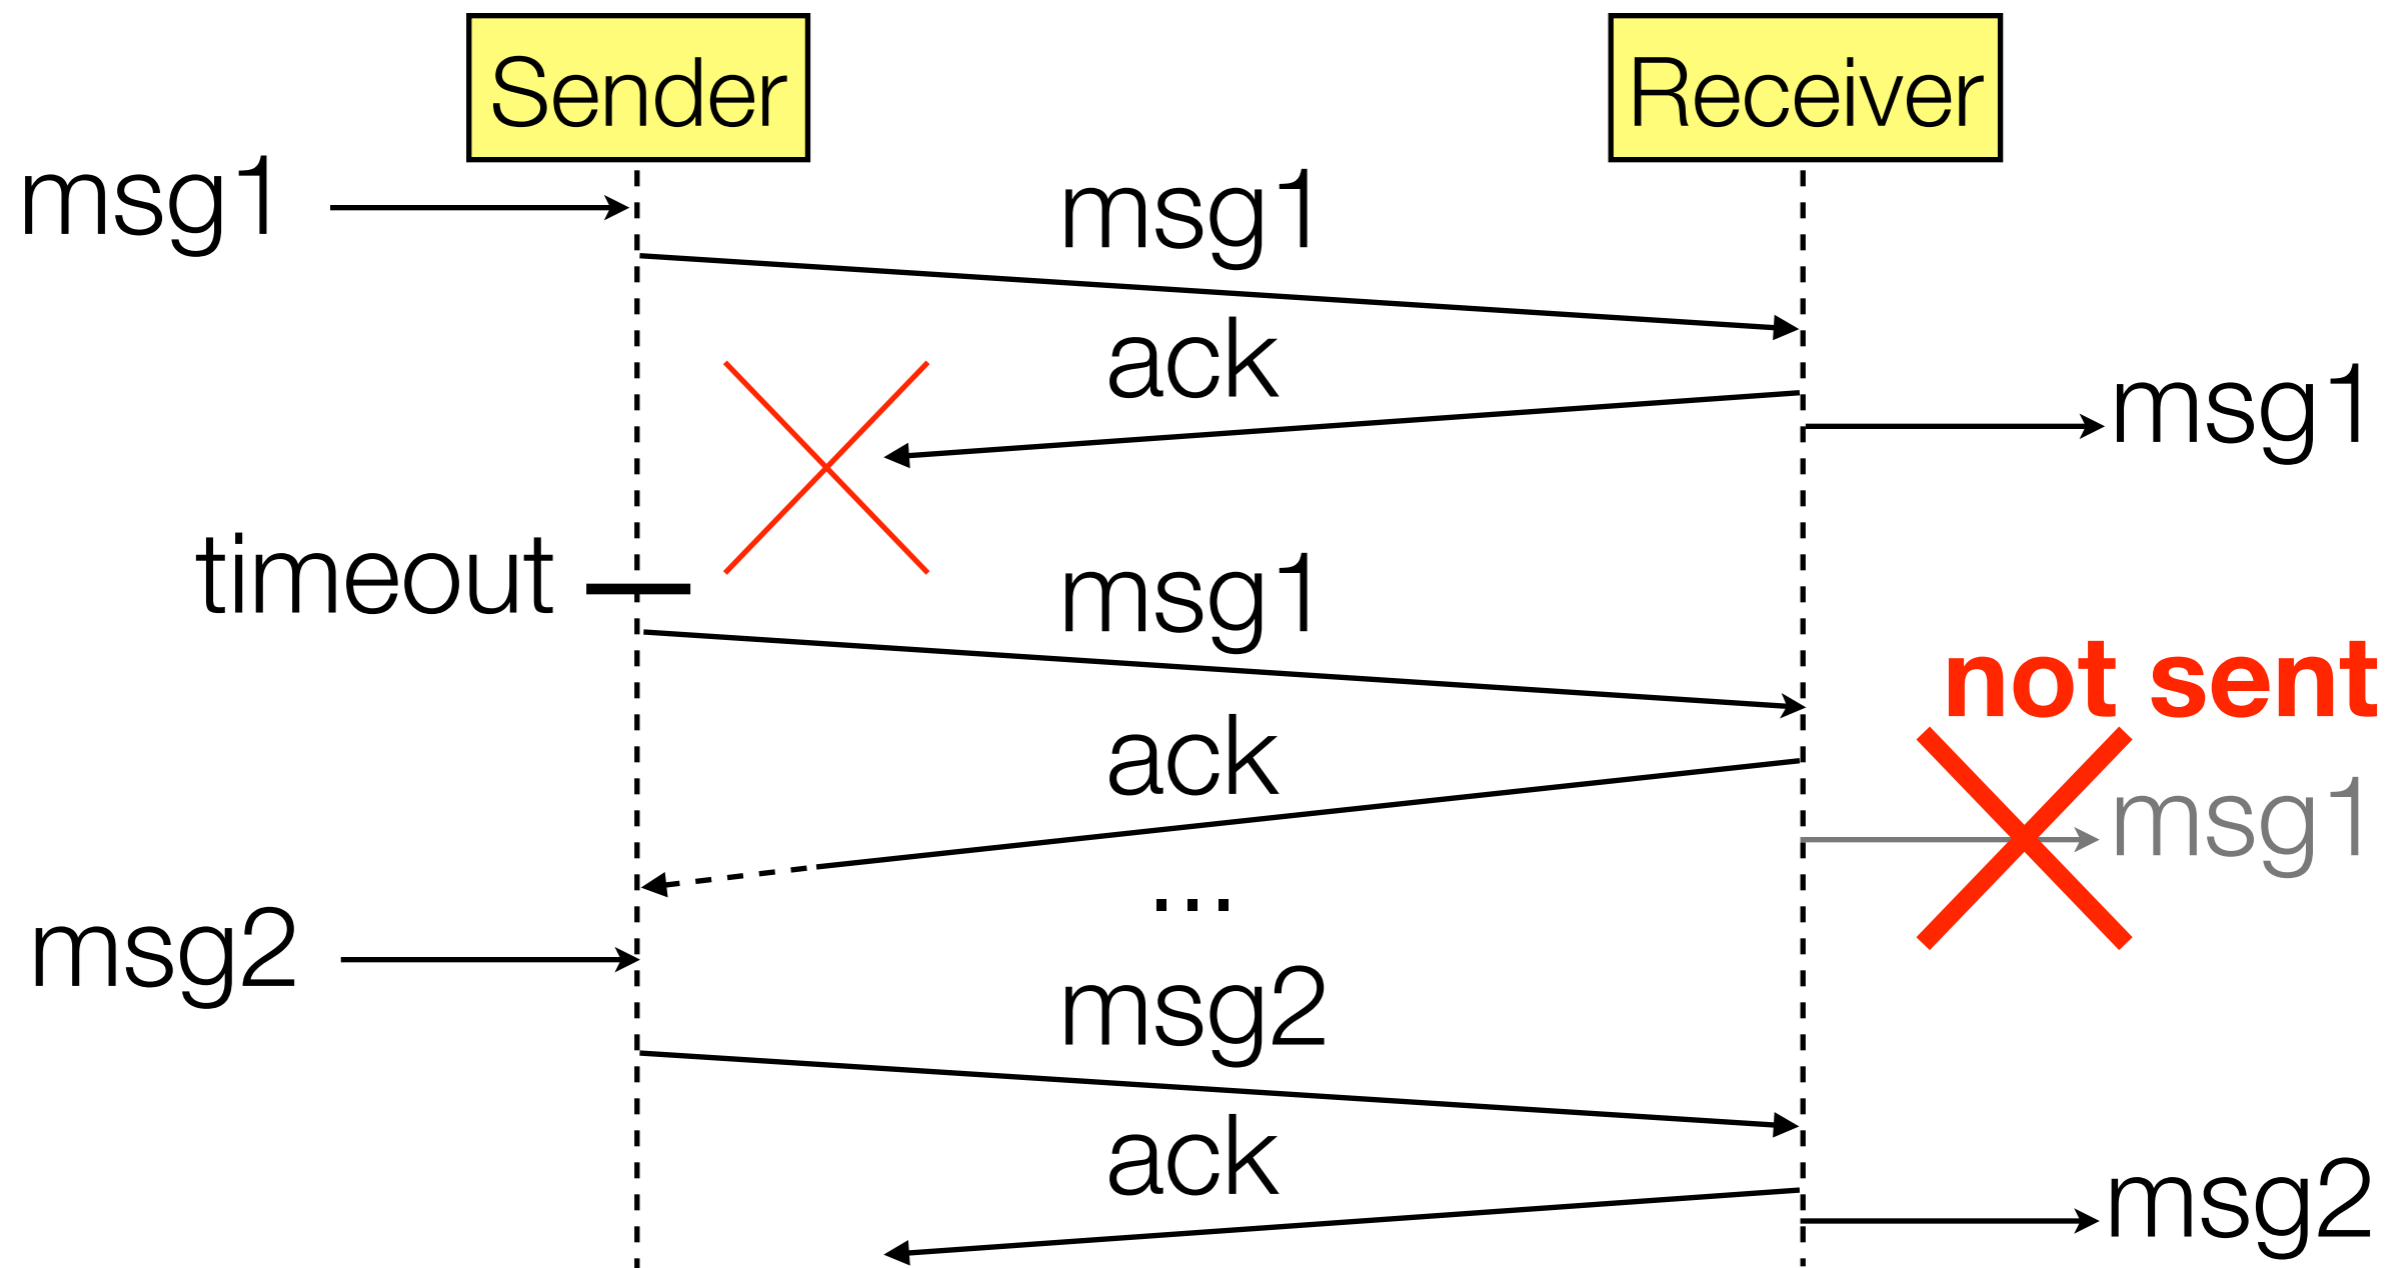 Sender
Receiver
msg1
msg1
ack
msg1
timeout
msg1
not sent
ack
msg1
...
msg2
msg2
ack
msg2